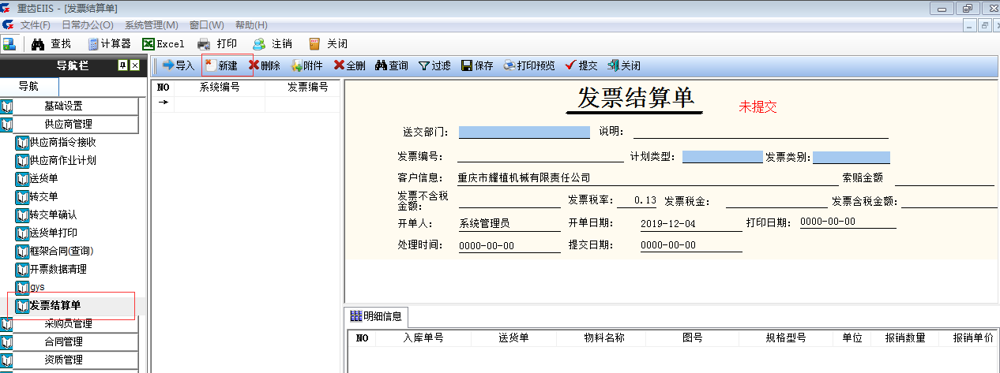 重齿EIIS - [发票结算单]
文件(F) 日常办公(O) 系统管理(M) 窗口(W) 帮助(H)
查找 计算器 Excel 打印 注销 关闭
导航栏
导入 新建 删除 附件 全删 查询 过滤 保存 打印预览 提交 关闭
导航
基础设置
供应商管理
供应商指令接收
供应商作业计划
送货单
转交单
转交单确认
送货单打印
框架合同(查询)
开票数据清理
gys
发票结算单
采购员管理
合同管理
资质管理
NO 系统编号 发票编号
发票结算单
未提交
送交部门: 说明:
发票编号: 计划类型: 发票类别:
客户信息: 重庆市耀植机械有限责任公司 索赔金额
发票不含税金额: 发票税率: 0.13 发票税金: 发票含税金额:
开单人: 系统管理员 开单日期: 2019-12-04 打印日期: 0000-00-00
处理时间: 0000-00-00 提交日期: 0000-00-00
明细信息
NO 入库单号 送货单 物料名称 图号 规格型号 单位 报销数量 报销单价